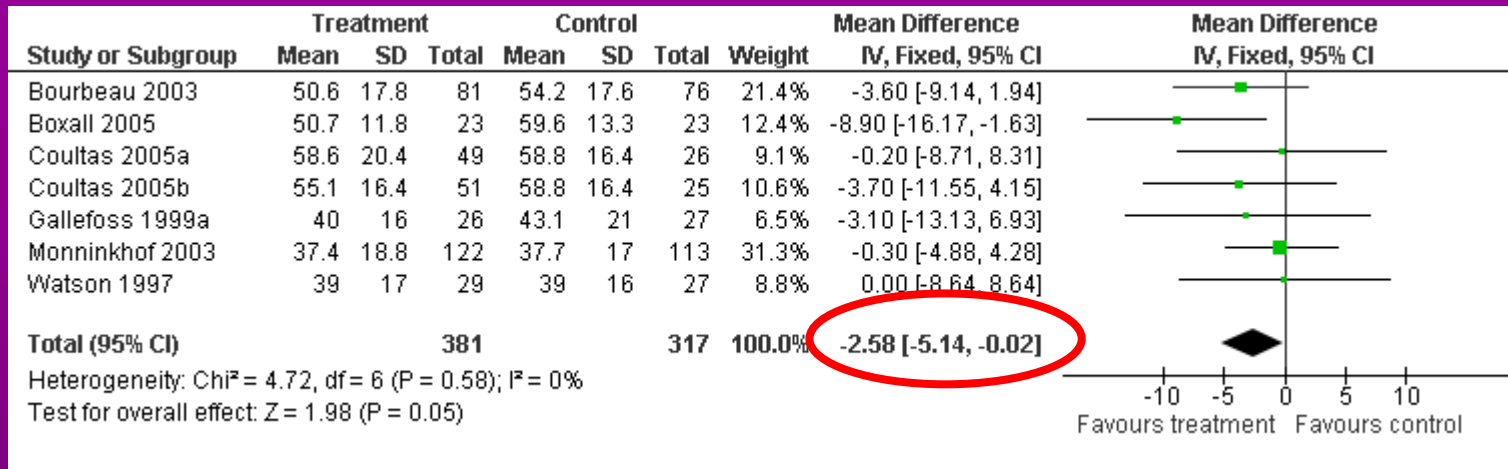 Treatment Control Mean Difference Mean Difference
Study or Subgroup Mean SD Total Mean SD Total Weight IV, Fixed, 95% CI IV, Fixed, 95% CI
Bourbeau 2003 50.6 17.8 81 54.2 17.6 76 21.4% -3.60 [-9.14, 1.94]
Boxall 2005 50.7 11.8 23 59.6 13.3 23 12.4% -8.90 [-16.17, -1.63]
Coultas 2005a 58.6 20.4 49 58.8 16.4 26 9.1% -0.20 [-8.71, 8.31]
Coultas 2005b 55.1 16.4 51 58.8 16.4 25 10.6% -3.70 [-11.55, 4.15]
Gallefoss 1999a 40 16 26 43.1 21 27 6.5% -3.10 [-13.13, 6.93]
Monninkhof 2003 37.4 18.8 122 37.7 17 113 31.3% -0.30 [-4.88, 4.28]
Watson 1997 39 17 29 39 16 27 8.8% 0.00 [-8.64, 8.64]
Total (95% CI) 381 317 100.0% -2.58 [-5.14, -0.02]
Heterogeneity: Chi² = 4.72, df = 6 (P = 0.58); I² = 0%
Test for overall effect: Z = 1.98 (P = 0.05)
-10 -5 0 5 10
Favours treatment Favours control